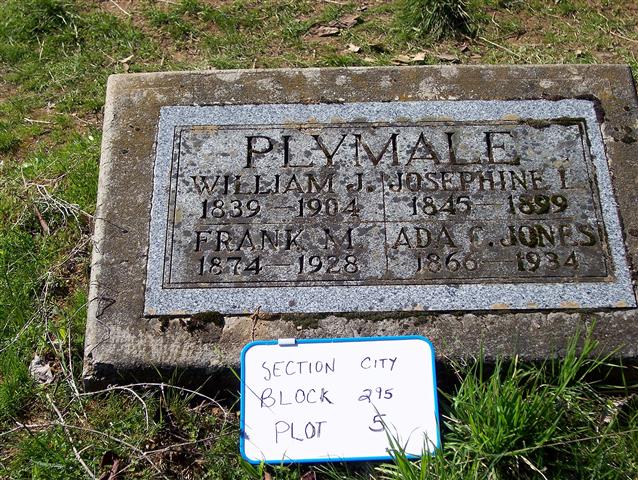 PLYMALE
WILLIAM J. JOSEPHINE L.
1839 — 1904 1845 — 1899
FRANK M. ADA C. JONES
1874 — 1928 1866 — 1934
SECTION CITY
BLOCK 295
PLOT 5